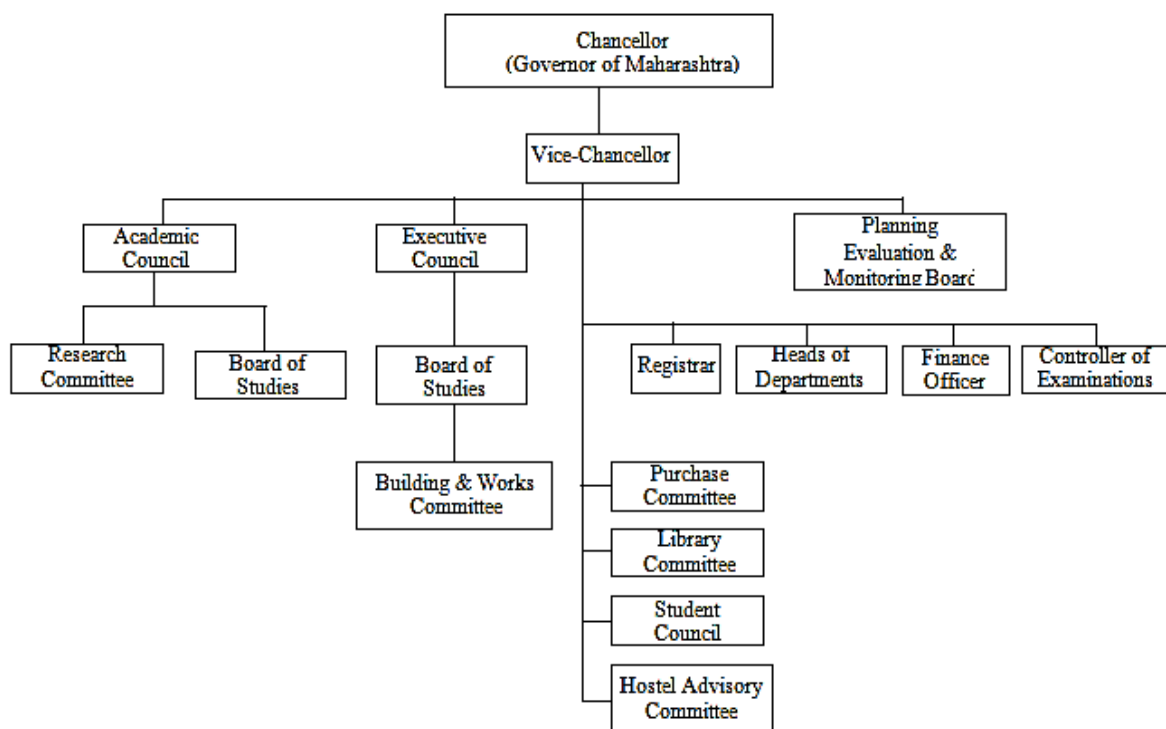 Chancellor
(Governor of Maharashtra)
Vice-Chancellor
Academic
Council
Executive
Council
Planning
Evaluation &
Monitoring Board
Research
Committee
Board of
Studies
Board of
Studies
Registrar
Heads of
Departments
Finance
Officer
Controller of
Examinations
Building & Works
Committee
Purchase
Committee
Library
Committee
Student
Council
Hostel Advisory
Committee